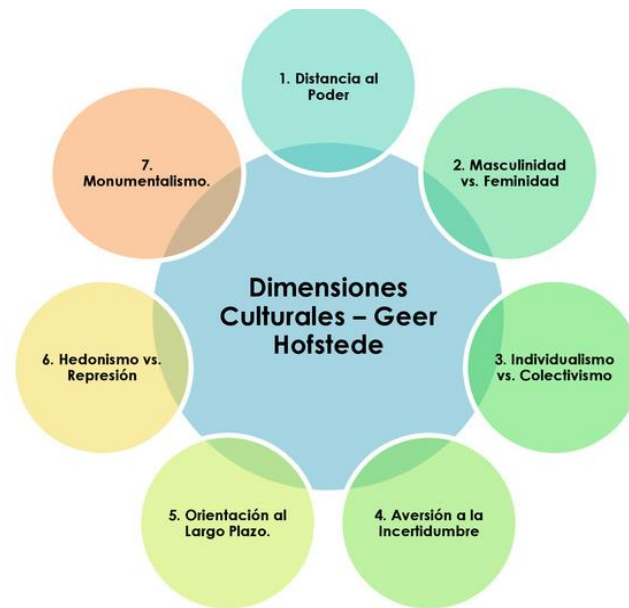 1. Distancia al
Poder
2. Masculinidad
vs. Feminidad
3. Individualismo
vs. Colectivismo
4. Aversión a la
Incertidumbre
5. Orientación al
Largo Plazo.
6. Hedonismo vs.
Represión
7.
Monumentalismo.
Dimensiones
Culturales – Geer
Hofstede